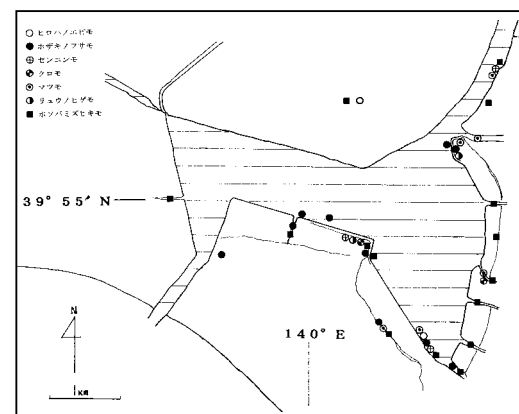 ヒロハノエビモ
ホザキノフサモ
センニンモ
クロモ
マツモ
リュウノヒゲモ
ホソバミズヒキモ
39° 55′ N
140° E
N
1 KM